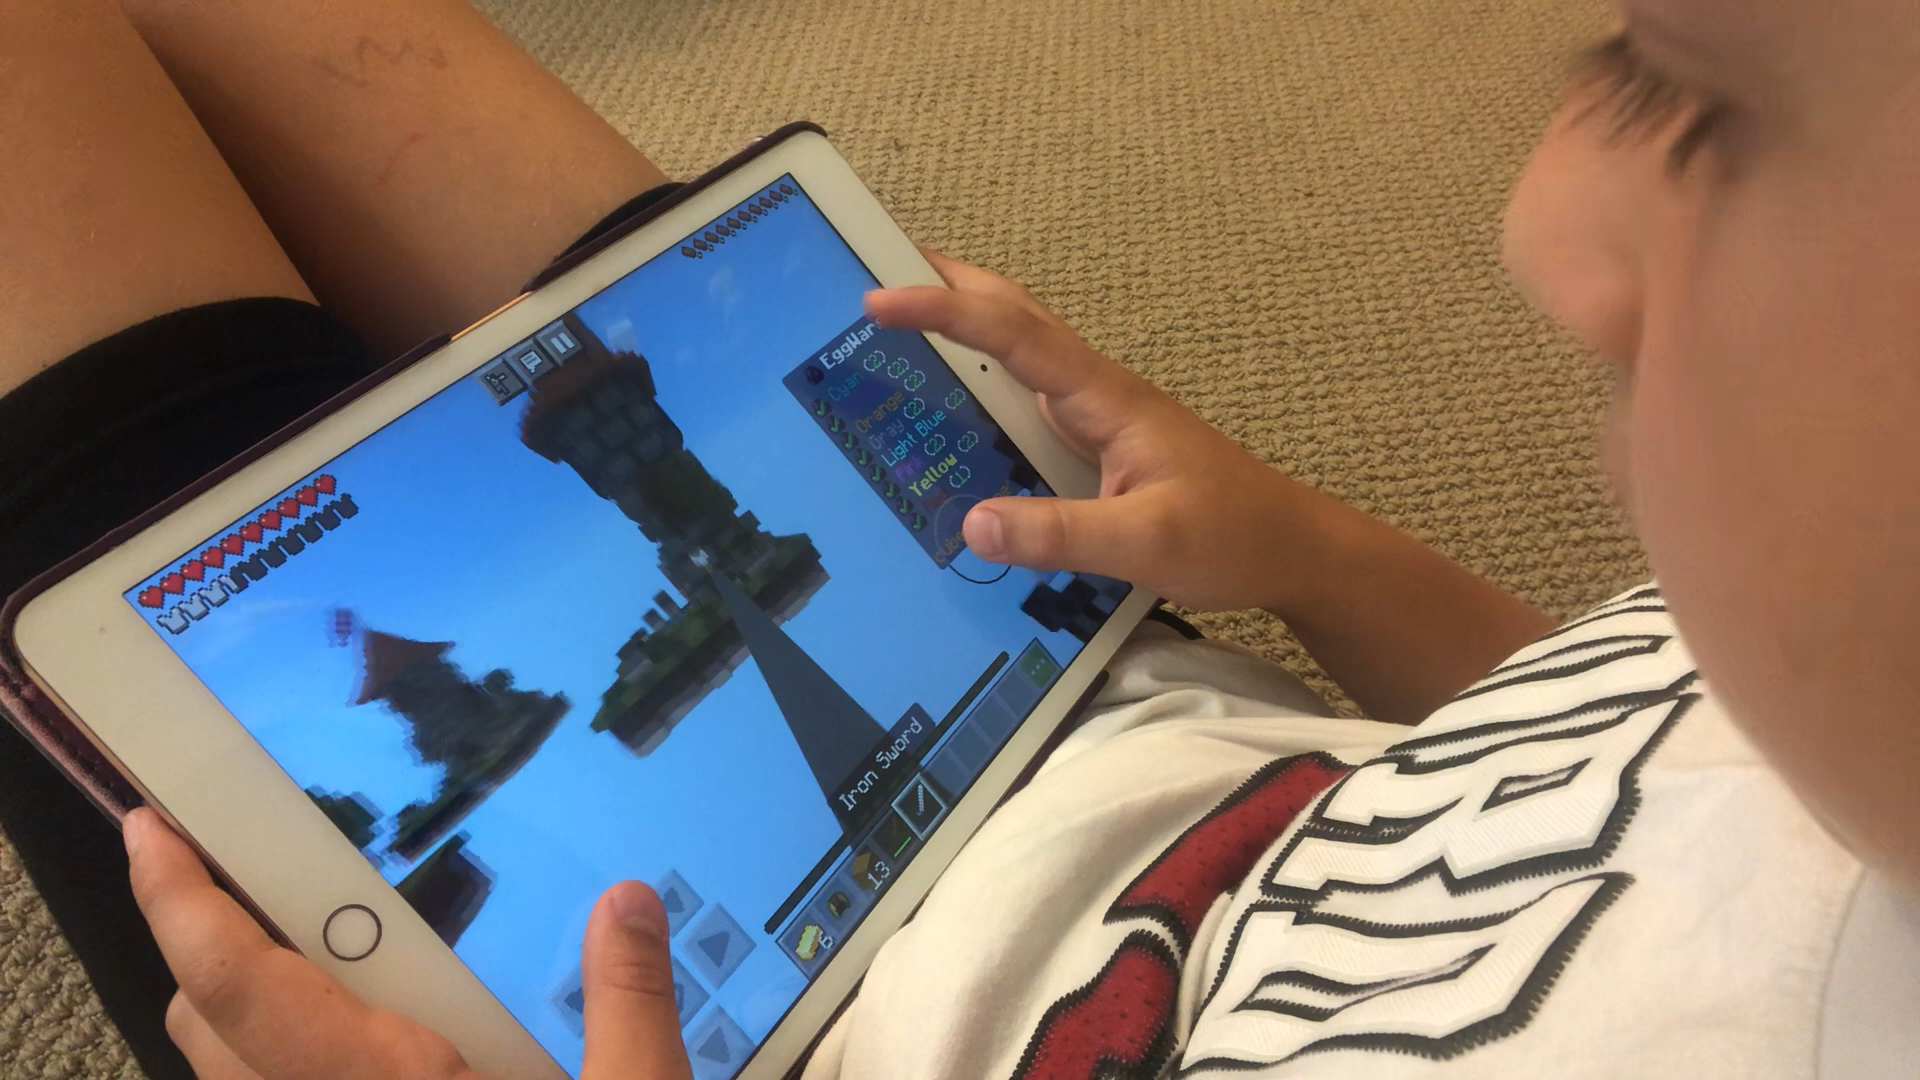 EggWars
Cyan (2)
(2)
Orange (2)
Gray (2)
Light Blue (2)
Pink (2)
Yellow (2)
(1)
Iron Sword
13
6